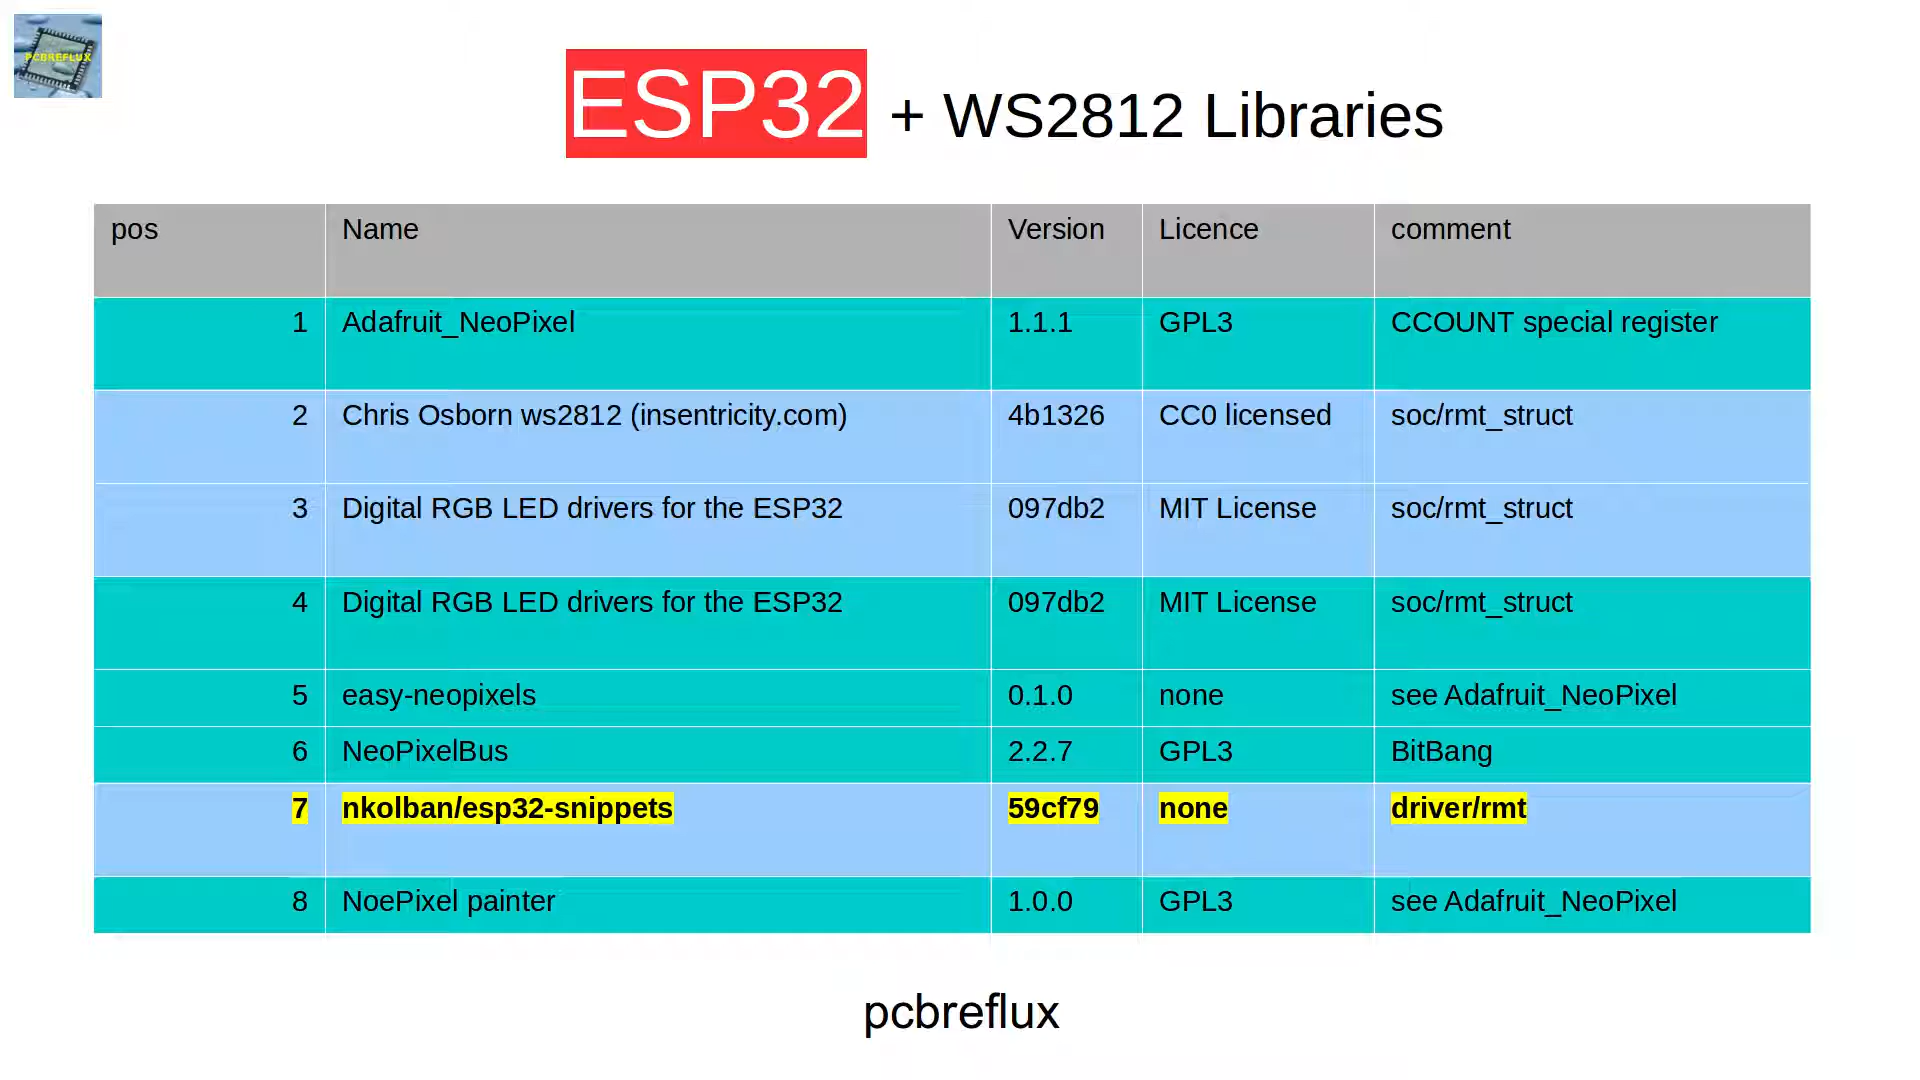 PCBREFLUX
ESP32 + WS2812 Libraries
pos Name Version Licence comment
1 Adafruit_NeoPixel 1.1.1 GPL3 CCOUNT special register
2 Chris Osborn ws2812 (insentricity.com) 4b1326 CC0 licensed soc/rmt_struct
3 Digital RGB LED drivers for the ESP32 097db2 MIT License soc/rmt_struct
4 Digital RGB LED drivers for the ESP32 097db2 MIT License soc/rmt_struct
5 easy-neopixels 0.1.0 none see Adafruit_NeoPixel
6 NeoPixelBus 2.2.7 GPL3 BitBang
7 nkolban/esp32-snippets 59cf79 none driver/rmt
8 NoePixel painter 1.0.0 GPL3 see Adafruit_NeoPixel
pcbreflux